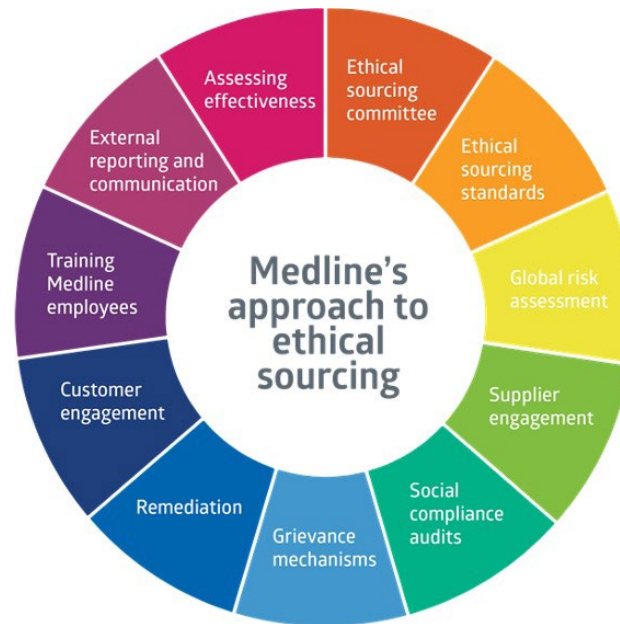 Medline's
approach to
ethical
sourcing
Ethical
sourcing
committee
Ethical
sourcing
standards
Global risk
assessment
Supplier
engagement
Social
compliance
audits
Grievance
mechanisms
Remediation
Customer
engagement
Training
Medline
employees
External
reporting and
communication
Assessing
effectiveness